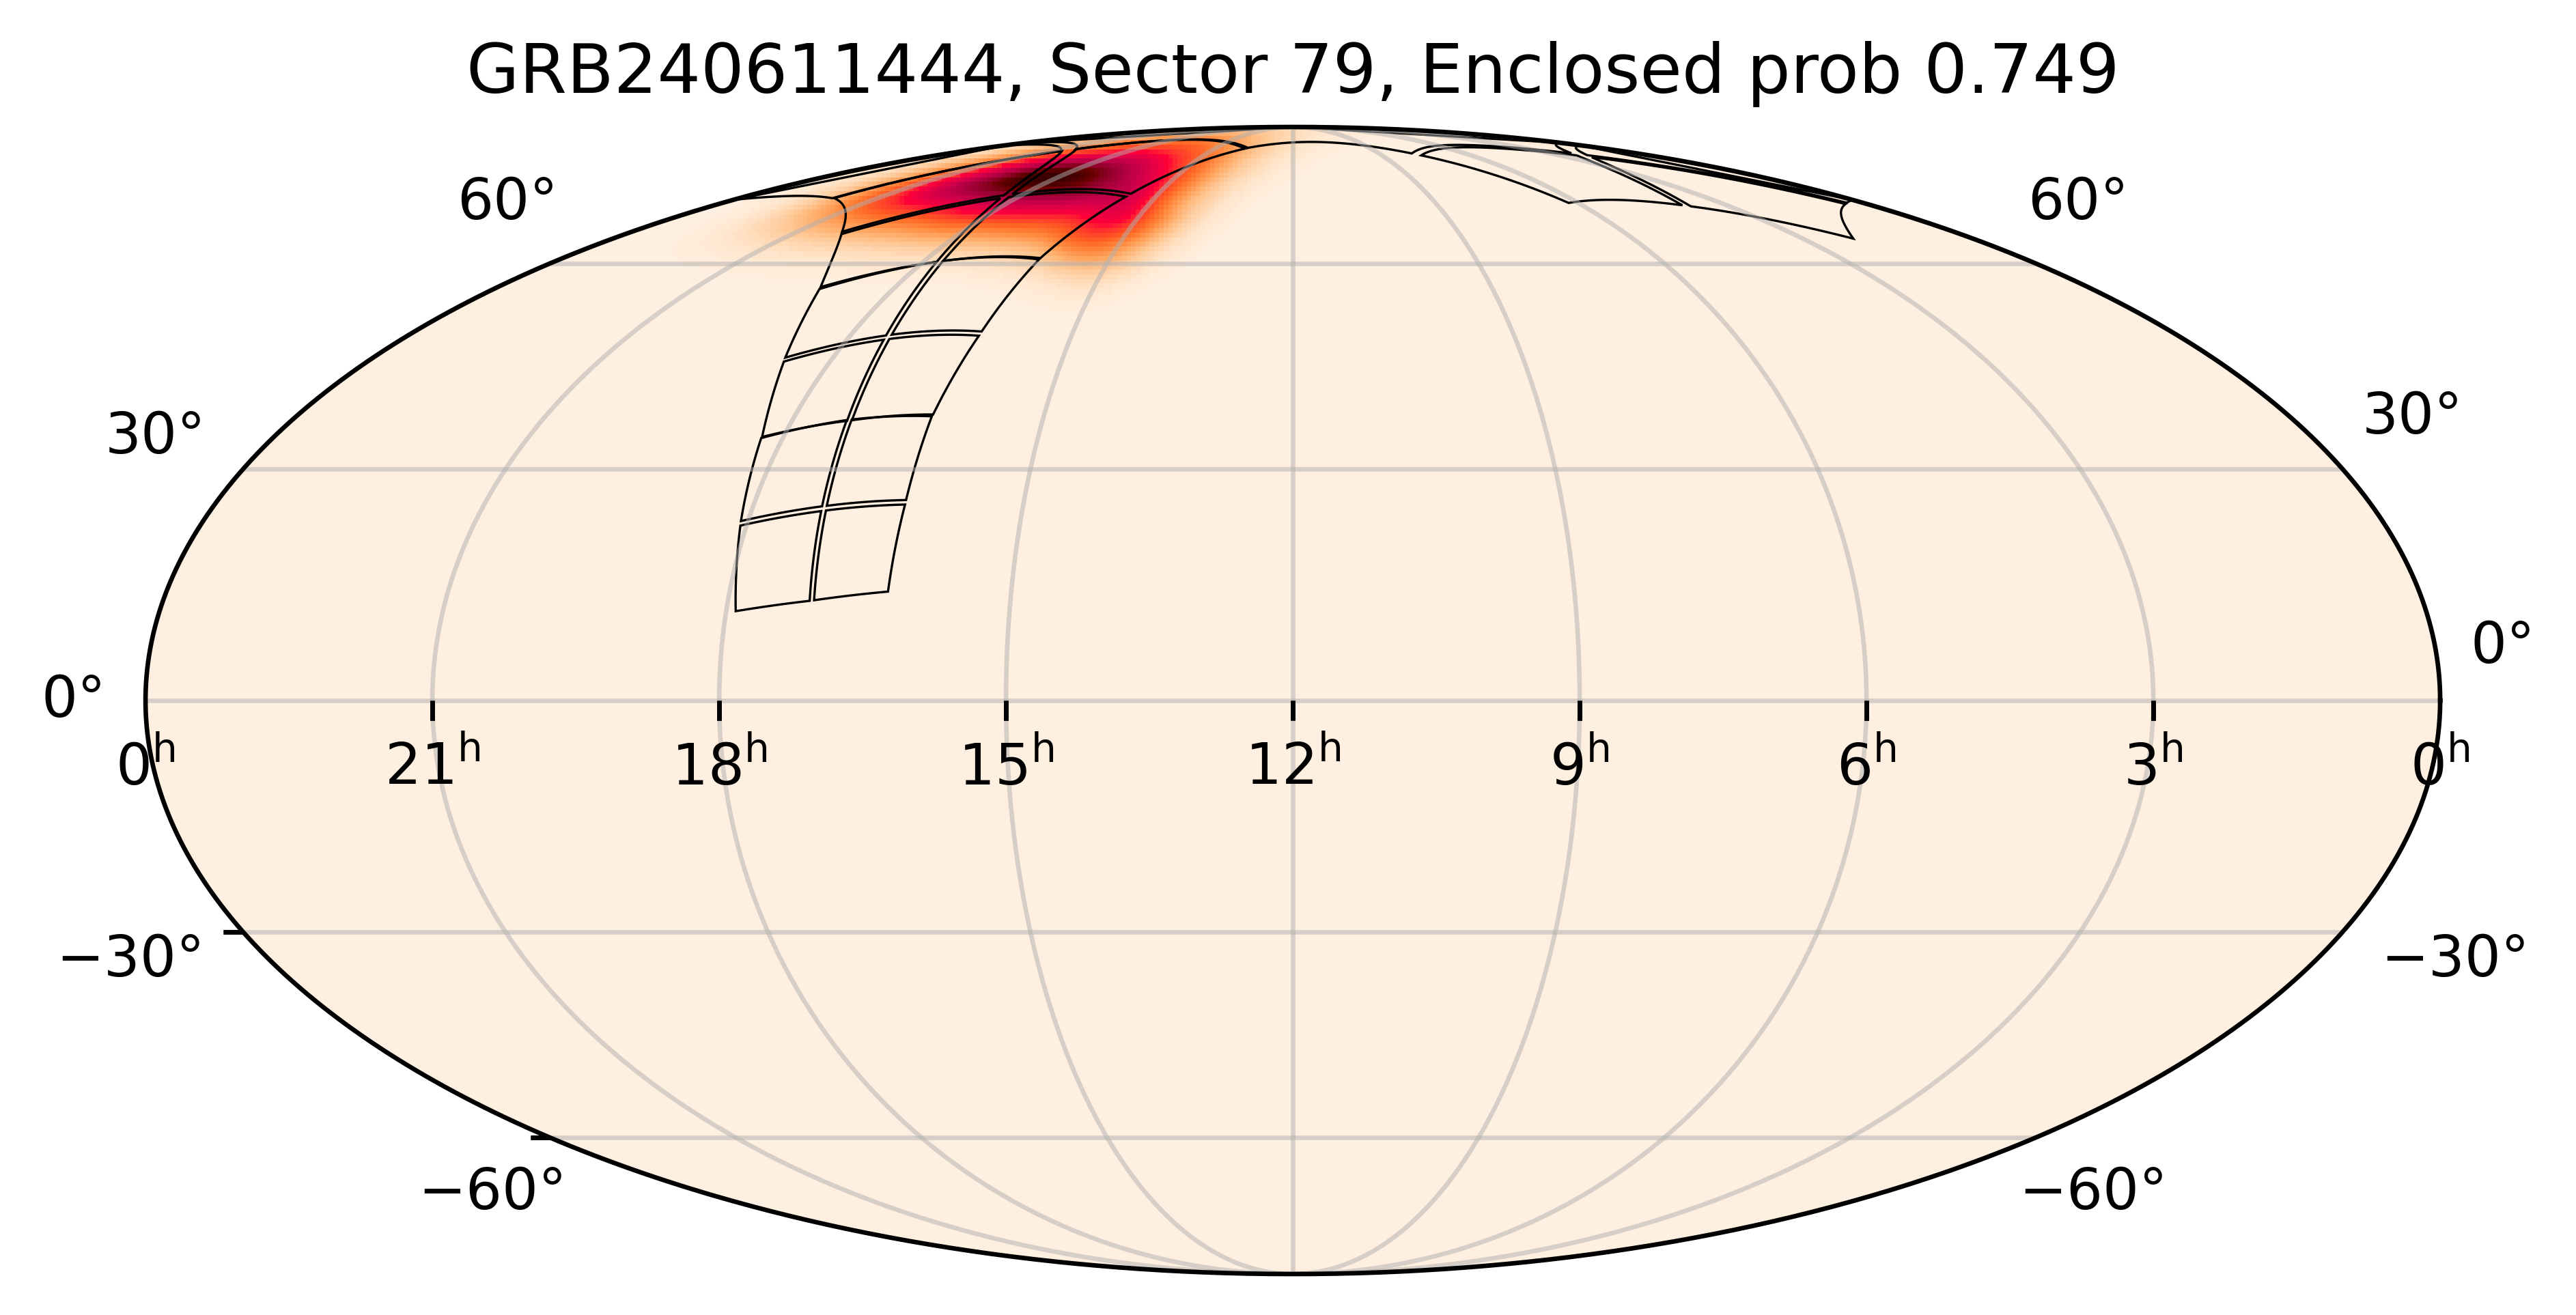 GRB240611444, Sector 79, Enclosed prob 0.749
60° 60°
30° 30°
0° 0°
0ʰ 21ʰ 18ʰ 15ʰ 12ʰ 9ʰ 6ʰ 3ʰ 0ʰ
−30° −30°
−60° −60°